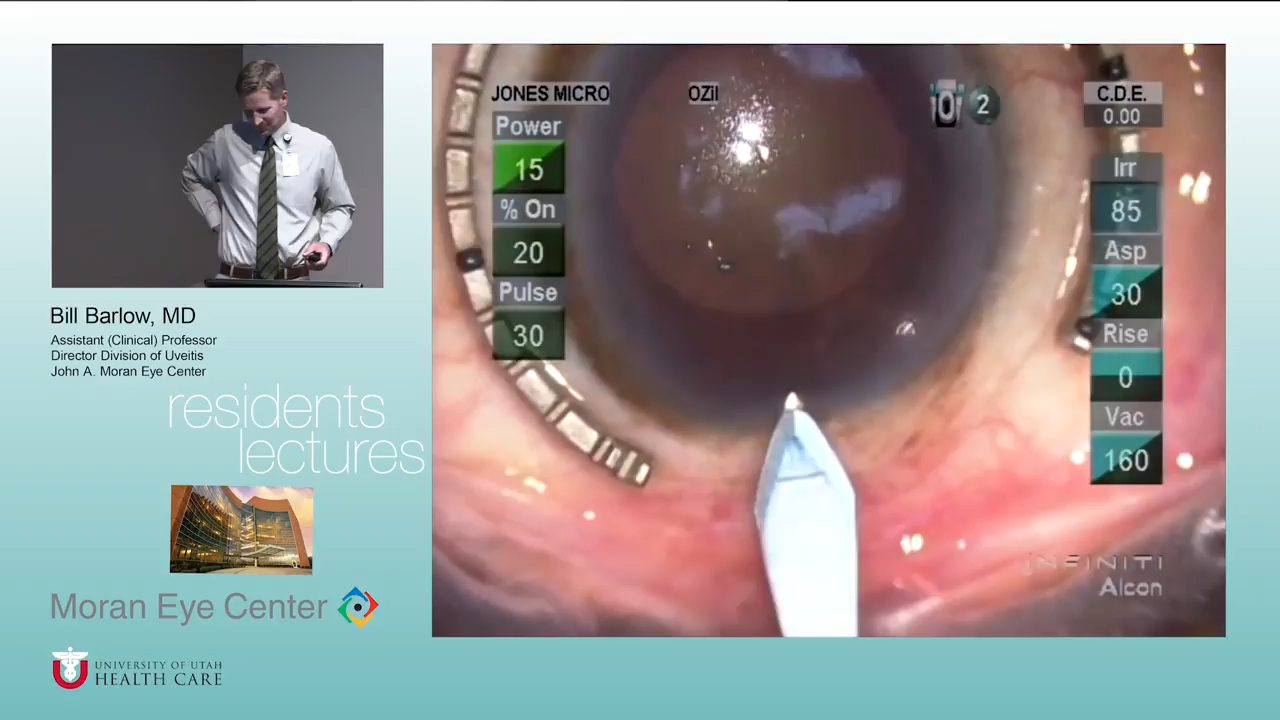 Bill Barlow, MD
Assistant (Clinical) Professor
Director Division of Uveitis
John A. Moran Eye Center
residents
lectures
Moran Eye Center
UNIVERSITY OF UTAH
HEALTH CARE
JONES MICRO
OZil
0 2
C.D.E.
0.00
Power
15
% On
20
Pulse
30
Irr
85
Asp
30
Rise
0
Vac
160
INFINITI
Alcon